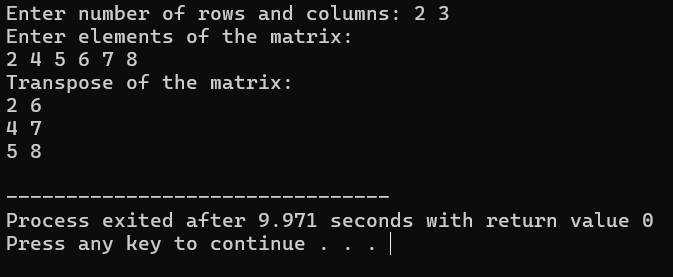 Enter number of rows and columns: 2 3
Enter elements of the matrix:
2 4 5 6 7 8
Transpose of the matrix:
2 6
4 7
5 8
--------------------------------
Process exited after 9.971 seconds with return value 0
Press any key to continue . . .